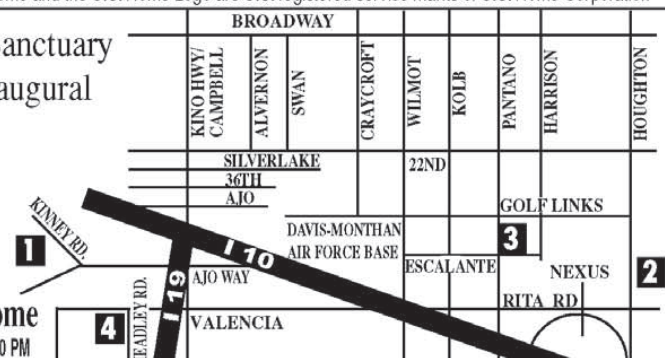 BROADWAY
anctuary
augural
KINO HWY/
CAMPBELL
ALVERNON
SWAN
CRAYCROFT
WILMOT
KOLB
PANTANO
HARRISON
HOUGHTON
SILVERLAKE
22ND
36TH
AJO
GOLF LINKS
KINNEY RD.
DAVIS-MONTHAN
AIR FORCE BASE
1
I 10
3
ESCALANTE
NEXUS
2
AJO WAY
I 19
RITA RD
EADLEY RD.
ome
0 PM
4
VALENCIA